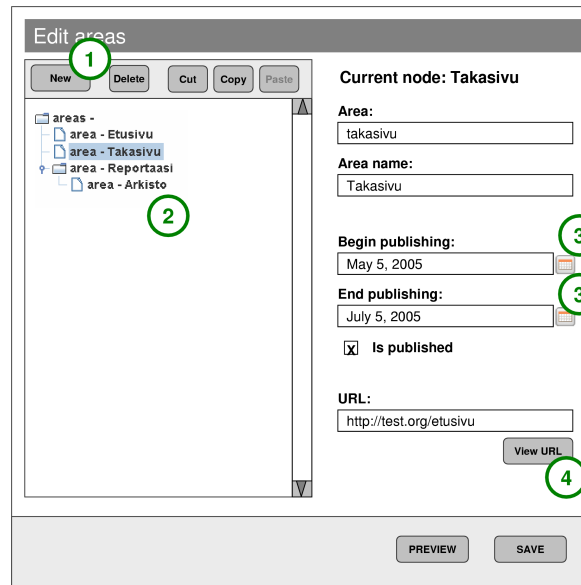 Edit areas
1
New Delete Cut Copy Paste
areas -
area - Etusivu
area - Takasivu
area - Reportaasi
area - Arkisto
2
Current node: Takasivu
Area:
takasivu
Area name:
Takasivu
3
Begin publishing:
May 5, 2005
3
End publishing:
July 5, 2005
X Is published
URL:
http://test.org/etusivu
View URL
4
PREVIEW SAVE